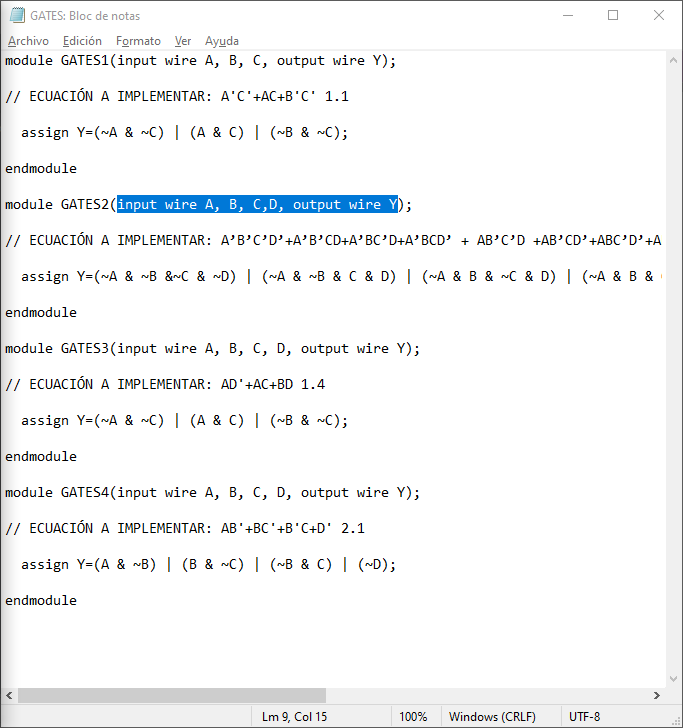 GATES: Bloc de notas
Archivo Edición Formato Ver Ayuda
module GATES1(input wire A, B, C, output wire Y);
// ECUACIÓN A IMPLEMENTAR: A'C'+AC+B'C' 1.1
assign Y=(~A & ~C) | (A & C) | (~B & ~C);
endmodule
module GATES2(input wire A, B, C,D, output wire Y);
// ECUACIÓN A IMPLEMENTAR: A’B’C’D’+A’B’CD+A’BC’D+A’BCD’ + AB’C’D +AB’CD’+ABC’D’+A
assign Y=(~A & ~B &~C & ~D) | (~A & ~B & C & D) | (~A & B & ~C & D) | (~A & B &
endmodule
module GATES3(input wire A, B, C, D, output wire Y);
// ECUACIÓN A IMPLEMENTAR: AD'+AC+BD 1.4
assign Y=(~A & ~C) | (A & C) | (~B & ~C);
endmodule
module GATES4(input wire A, B, C, D, output wire Y);
// ECUACIÓN A IMPLEMENTAR: AB'+BC'+B'C+D' 2.1
assign Y=(A & ~B) | (B & ~C) | (~B & C) | (~D);
endmodule
Lm 9, Col 15 100% Windows (CRLF) UTF-8